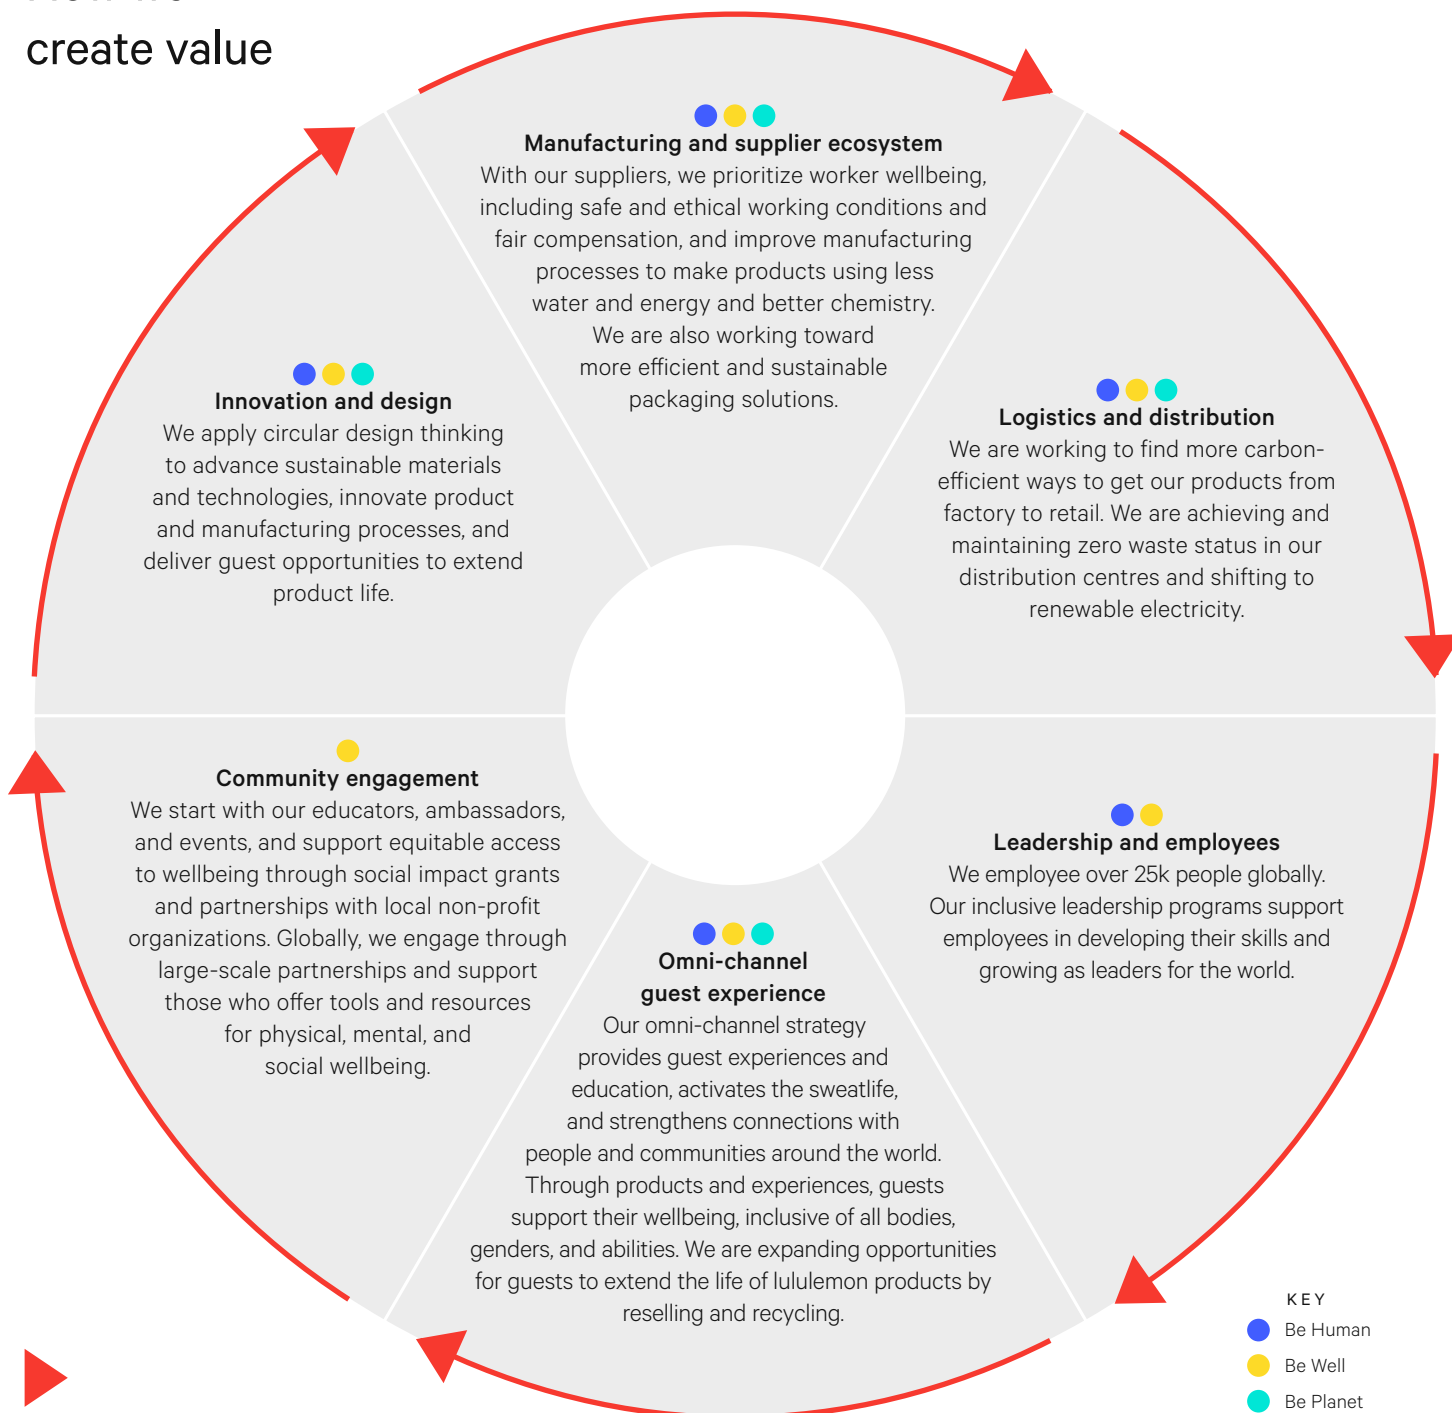 create value
Manufacturing and supplier ecosystem
With our suppliers, we prioritize worker wellbeing,
including safe and ethical working conditions and
fair compensation, and improve manufacturing
processes to make products using less
water and energy and better chemistry.
We are also working toward
more efficient and sustainable
packaging solutions.
Logistics and distribution
We are working to find more carbon-
efficient ways to get our products from
factory to retail. We are achieving and
maintaining zero waste status in our
distribution centres and shifting to
renewable electricity.
Leadership and employees
We employee over 25k people globally.
Our inclusive leadership programs support
employees in developing their skills and
growing as leaders for the world.
Omni-channel
guest experience
Our omni-channel strategy
provides guest experiences and
education, activates the sweatlife,
and strengthens connections with
people and communities around the world.
Through products and experiences, guests
support their wellbeing, inclusive of all bodies,
genders, and abilities. We are expanding opportunities
for guests to extend the life of lululemon products by
reselling and recycling.
Community engagement
We start with our educators, ambassadors,
and events, and support equitable access
to wellbeing through social impact grants
and partnerships with local non-profit
organizations. Globally, we engage through
large-scale partnerships and support
those who offer tools and resources
for physical, mental, and
social wellbeing.
Innovation and design
We apply circular design thinking
to advance sustainable materials
and technologies, innovate product
and manufacturing processes, and
deliver guest opportunities to extend
product life.
KEY
Be Human
Be Well
Be Planet